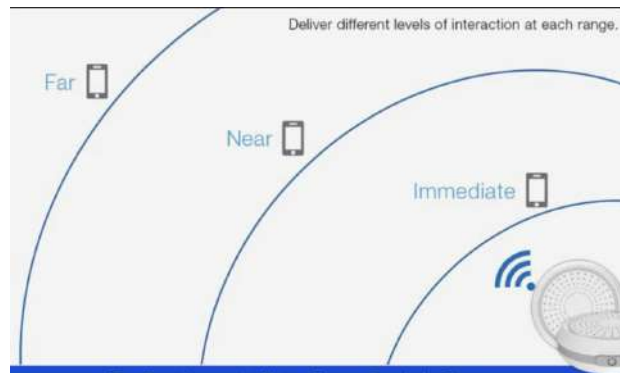 Deliver different levels of interaction at each range.
Far
Near
Immediate